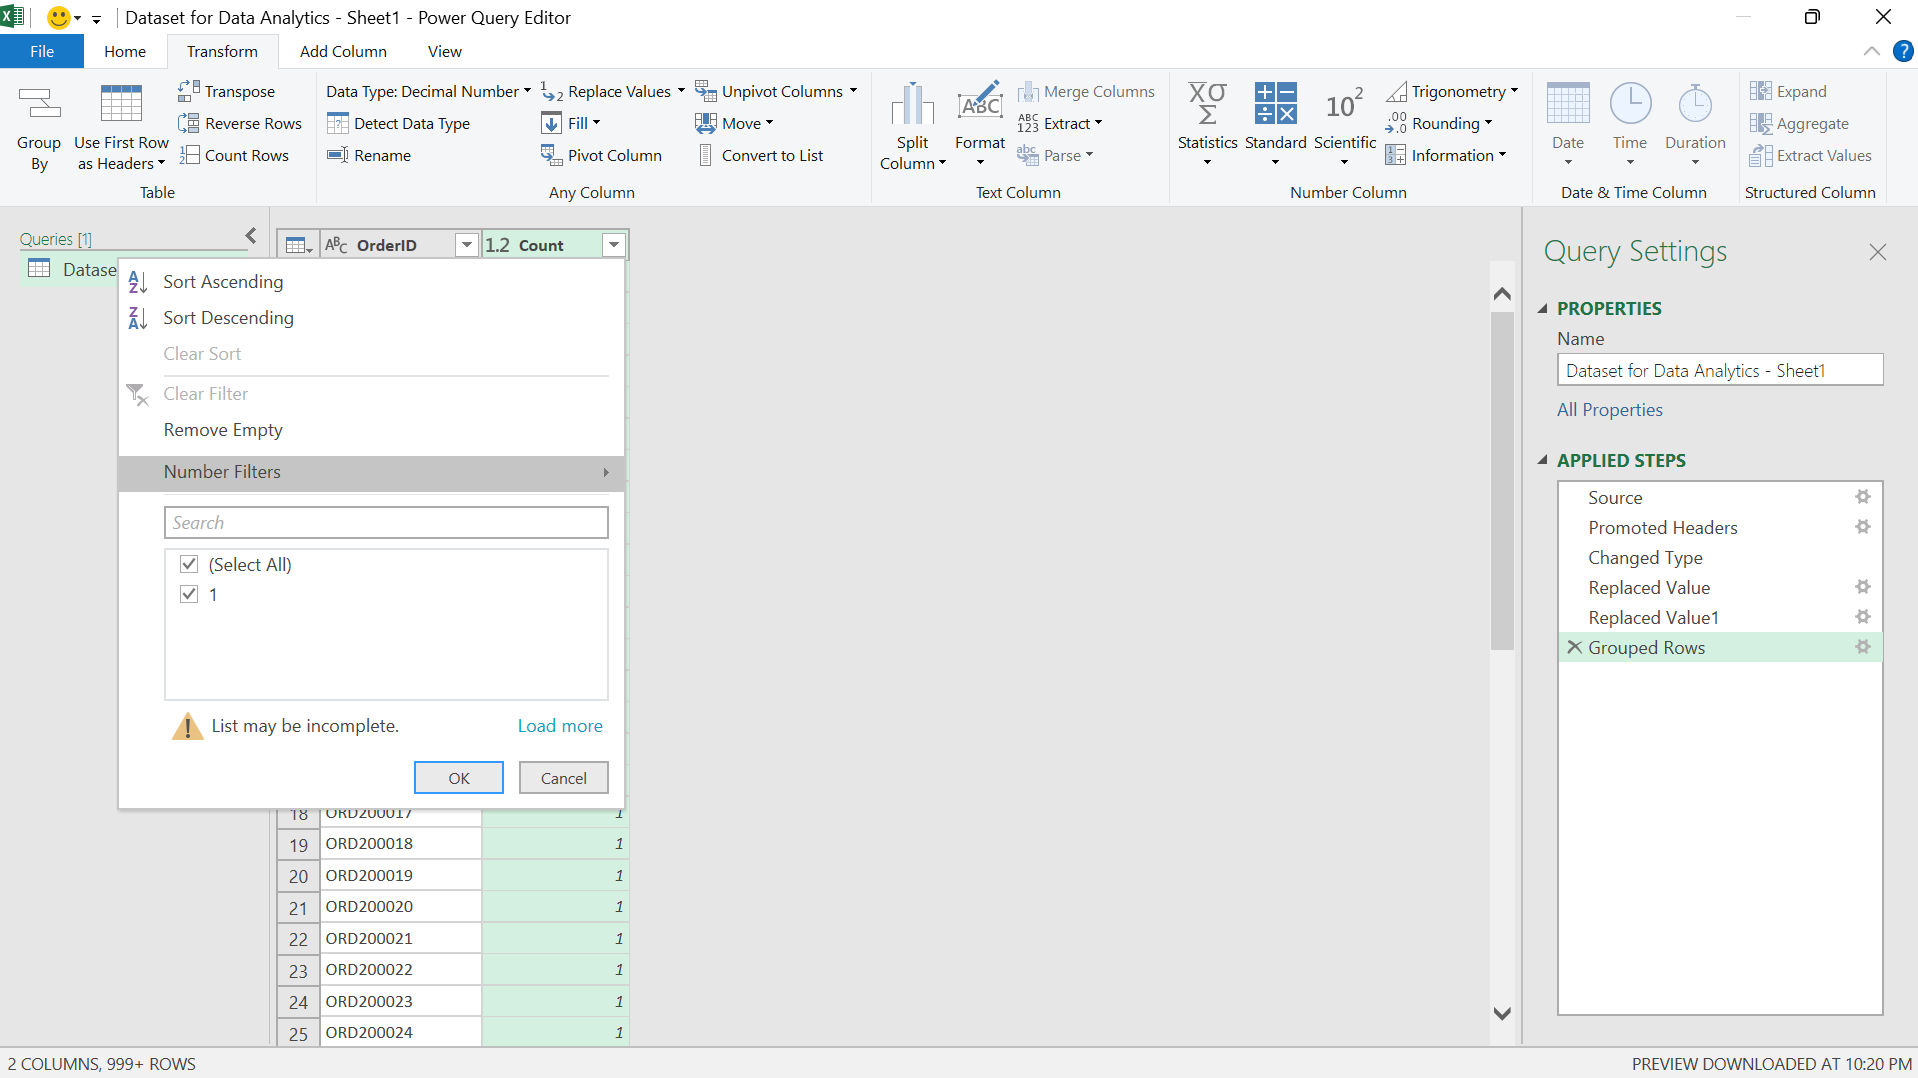 Dataset for Data Analytics - Sheet1 - Power Query Editor
File Home Transform Add Column View
Group By
Use First Row as Headers
Transpose
Reverse Rows
Count Rows
Table
Data Type: Decimal Number
Detect Data Type
Rename
Replace Values
Fill
Pivot Column
Unpivot Columns
Move
Convert to List
Any Column
Split Column
Format
Merge Columns
Extract
Parse
Text Column
Statistics
Standard
Scientific
Trigonometry
Rounding
Information
Number Column
Date
Time
Duration
Date & Time Column
Expand
Aggregate
Extract Values
Structured Column
Queries [1]
Datase
OrderID
1.2 Count
Sort Ascending
Sort Descending
Clear Sort
Clear Filter
Remove Empty
Number Filters
Search
(Select All)
1
List may be incomplete. Load more
OK Cancel
18 ORD200017 1
19 ORD200018 1
20 ORD200019 1
21 ORD200020 1
22 ORD200021 1
23 ORD200022 1
24 ORD200023 1
25 ORD200024 1
Query Settings
PROPERTIES
Name
Dataset for Data Analytics - Sheet1
All Properties
APPLIED STEPS
Source
Promoted Headers
Changed Type
Replaced Value
Replaced Value1
Grouped Rows
2 COLUMNS, 999+ ROWS
PREVIEW DOWNLOADED AT 10:20 PM